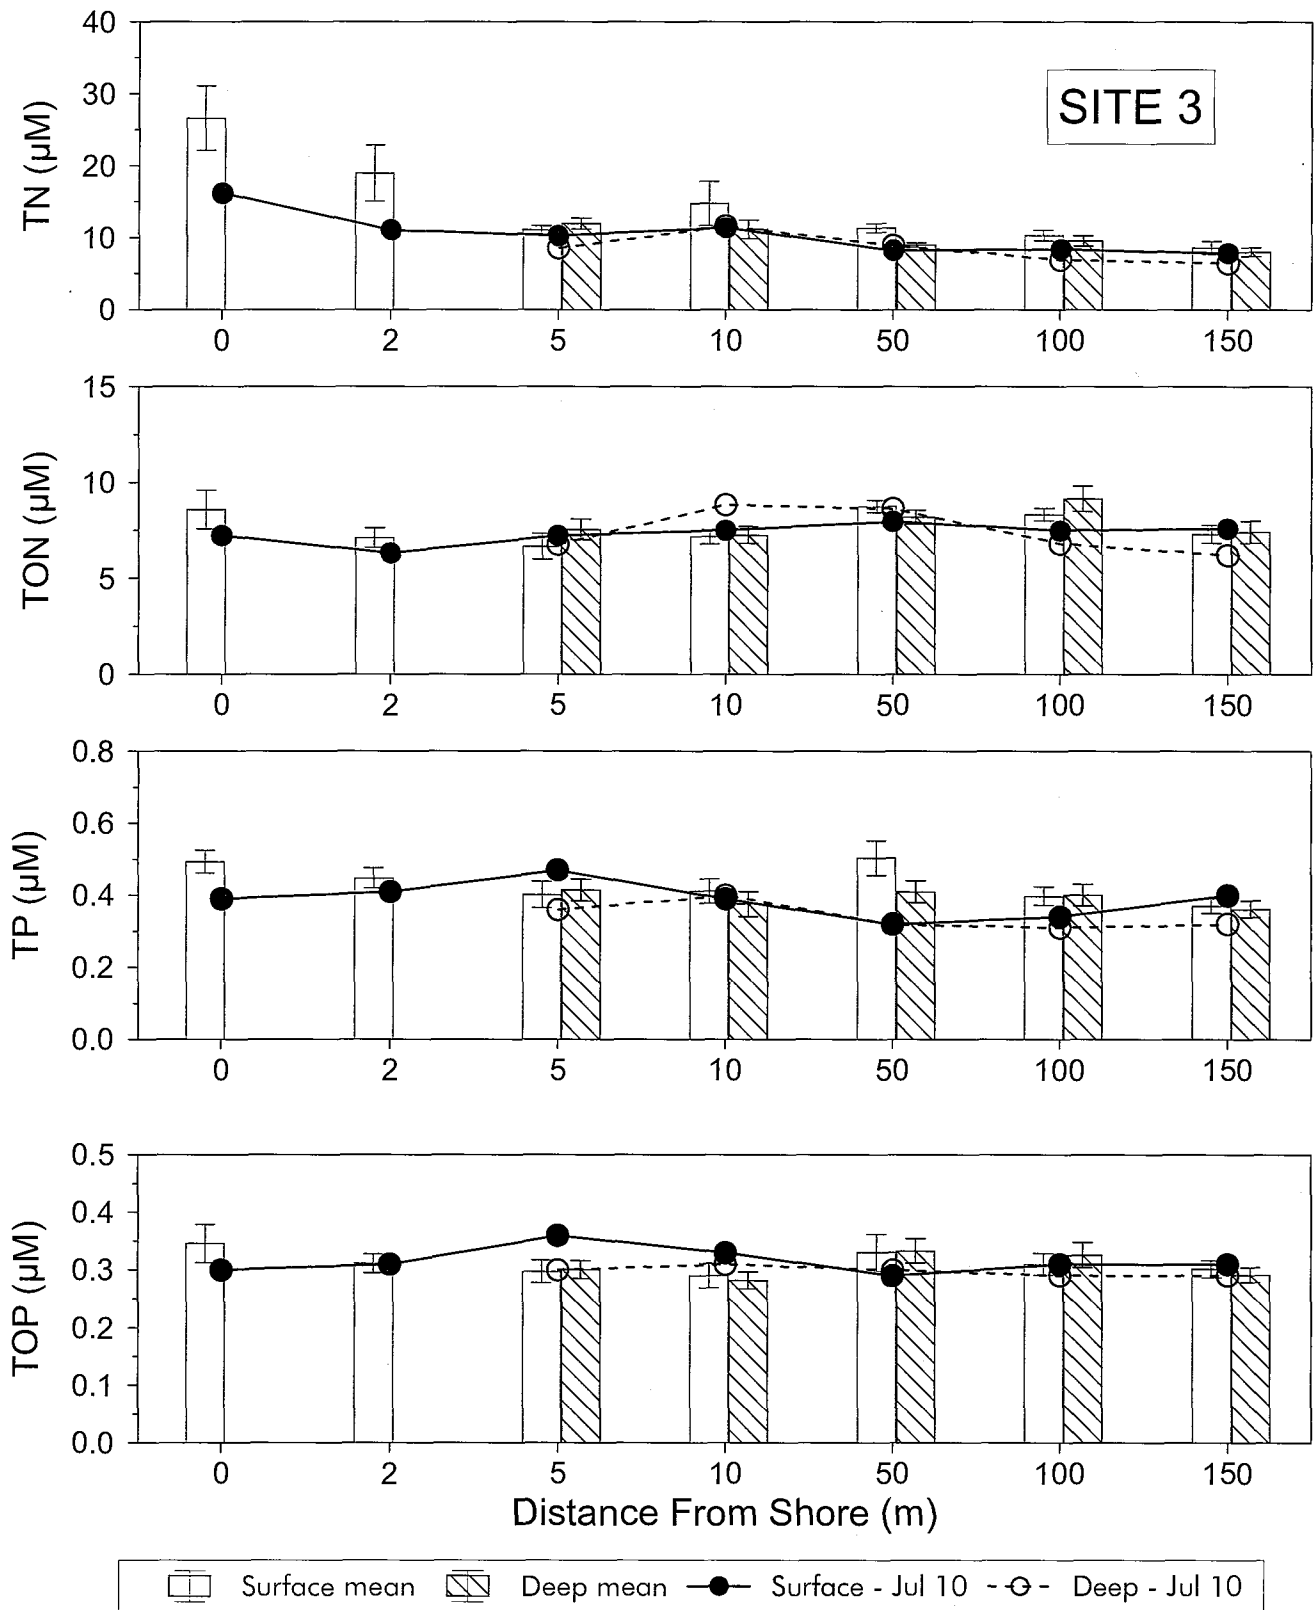 SITE 3
TN (µM)
40
30
20
10
0
0 2 5 10 50 100 150
TON (µM)
15
10
5
0
0 2 5 10 50 100 150
TP (µM)
0.8
0.6
0.4
0.2
0.0
0 2 5 10 50 100 150
TOP (µM)
0.5
0.4
0.3
0.2
0.1
0.0
0 2 5 10 50 100 150
Distance From Shore (m)
Surface mean Deep mean Surface - Jul 10 Deep - Jul 10